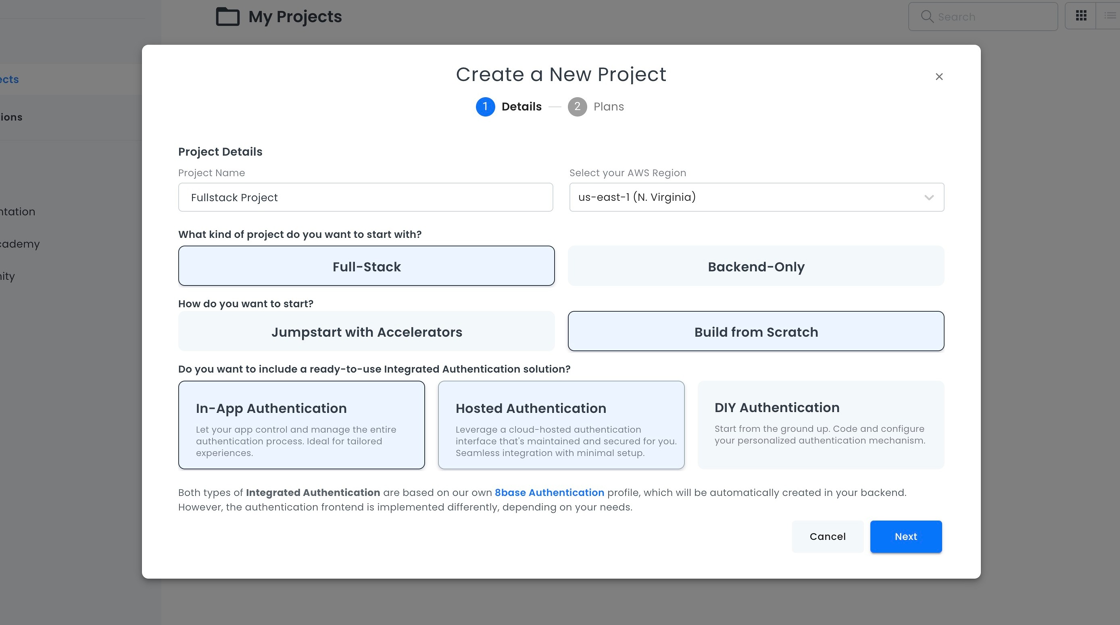 My Projects
Search
Create a New Project
1 Details 2 Plans
Project Details
Project Name
Select your AWS Region
Fullstack Project
us-east-1 (N. Virginia)
What kind of project do you want to start with?
Full-Stack
Backend-Only
How do you want to start?
Jumpstart with Accelerators
Build from Scratch
Do you want to include a ready-to-use Integrated Authentication solution?
In-App Authentication
Let your app control and manage the entire
authentication process. Ideal for tailored
experiences.
Hosted Authentication
Leverage a cloud-hosted authentication
interface that's maintained and secured for you.
Seamless integration with minimal setup.
DIY Authentication
Start from the ground up. Code and configure
your personalized authentication mechanism.
Both types of Integrated Authentication are based on our own 8base Authentication profile, which will be automatically created in your backend.
However, the authentication frontend is implemented differently, depending on your needs.
Cancel
Next
ects
ions
ntation
cademy
nity